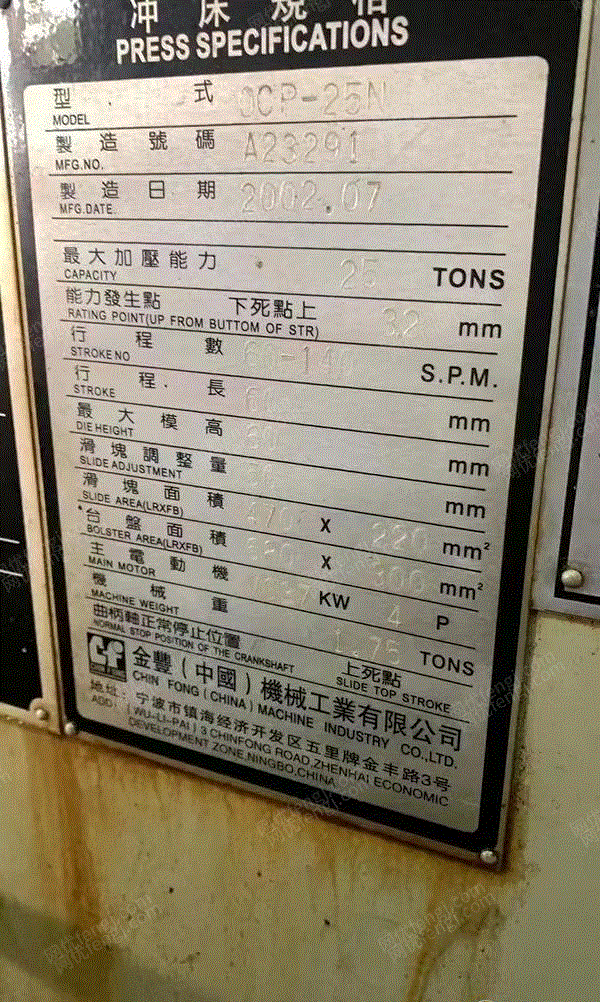 冲床規格
PRESS SPECIFICATIONS
型式 OCP-25N
MODEL
製造號碼 A23291
MFG.NO.
製造日期 2002.07
MFG.DATE.
最大加壓能力 25 TONS
CAPACITY
能力發生點 下死點上 3.2 mm
RATING POINT(UP FROM BUTTOM OF STR)
行程數 S.P.M.
STROKE NO
行程.長 mm
STROKE
最大模高 mm
DIE HEIGHT
滑塊調整量 mm
SLIDE ADJUSTMENT
滑塊面積 470 X 220 mm²
SLIDE AREA(LRXFB)
台盤面積 X 300 mm²
BOLSTER AREA(LRXFB)
主電動機 KW 4 P
MAIN MOTOR
機械重 1.75 TONS
MACHINE WEIGHT
曲柄軸正常停止位置 上死點
NORMAL STOP POSITION OF THE CRANKSHAFT SLIDE TOP STROKE
金豐(中國)機械工業有限公司
CHIN FONG (CHINA) MACHINE INDUSTRY CO.,LTD.
地址:宁波市镇海经济开发区五里牌金丰路3号
ADD:(WU-LI-PAI) 3 CHINFONG ROAD,ZHENHAI ECONOMIC
DEVELOPMENT ZONE,NINGBO,CHINA